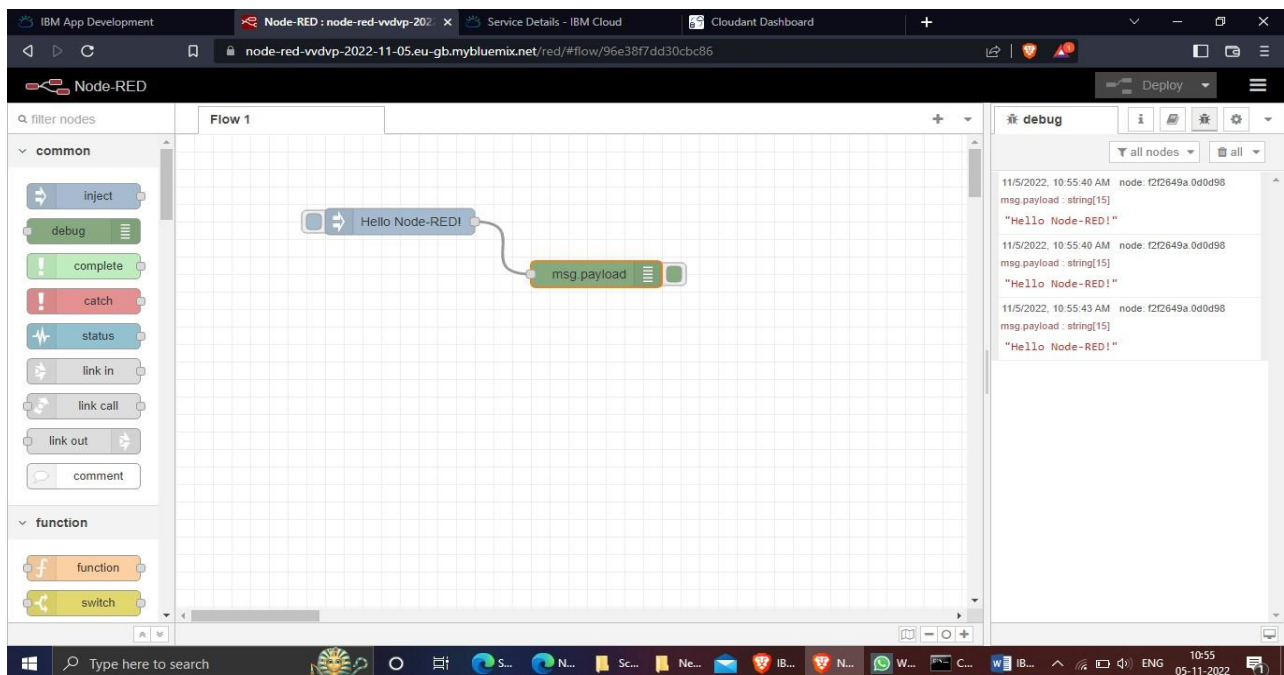 IBM App Development
Node-RED : node-red-vvdvp-202
Service Details - IBM Cloud
Cloudant Dashboard
node-red-vvdvp-2022-11-05.eu-gb.mybluemix.net/red/#flow/96e38f7dd30cbc86
Node-RED
Deploy
filter nodes
Flow 1
debug
i
common
all nodes
all
inject
debug
complete
catch
status
link in
link call
link out
comment
function
function
switch
Hello Node-RED!
msg.payload
11/5/2022, 10:55:40 AM node: f2f2649a.0d0d98
msg.payload : string[15]
"Hello Node-RED!"
11/5/2022, 10:55:40 AM node: f2f2649a.0d0d98
msg.payload : string[15]
"Hello Node-RED!"
11/5/2022, 10:55:43 AM node: f2f2649a.0d0d98
msg.payload : string[15]
"Hello Node-RED!"
Type here to search
S...
N...
Sc...
Ne...
IB...
N...
W...
C...
IB...
ENG
10:55
05-11-2022